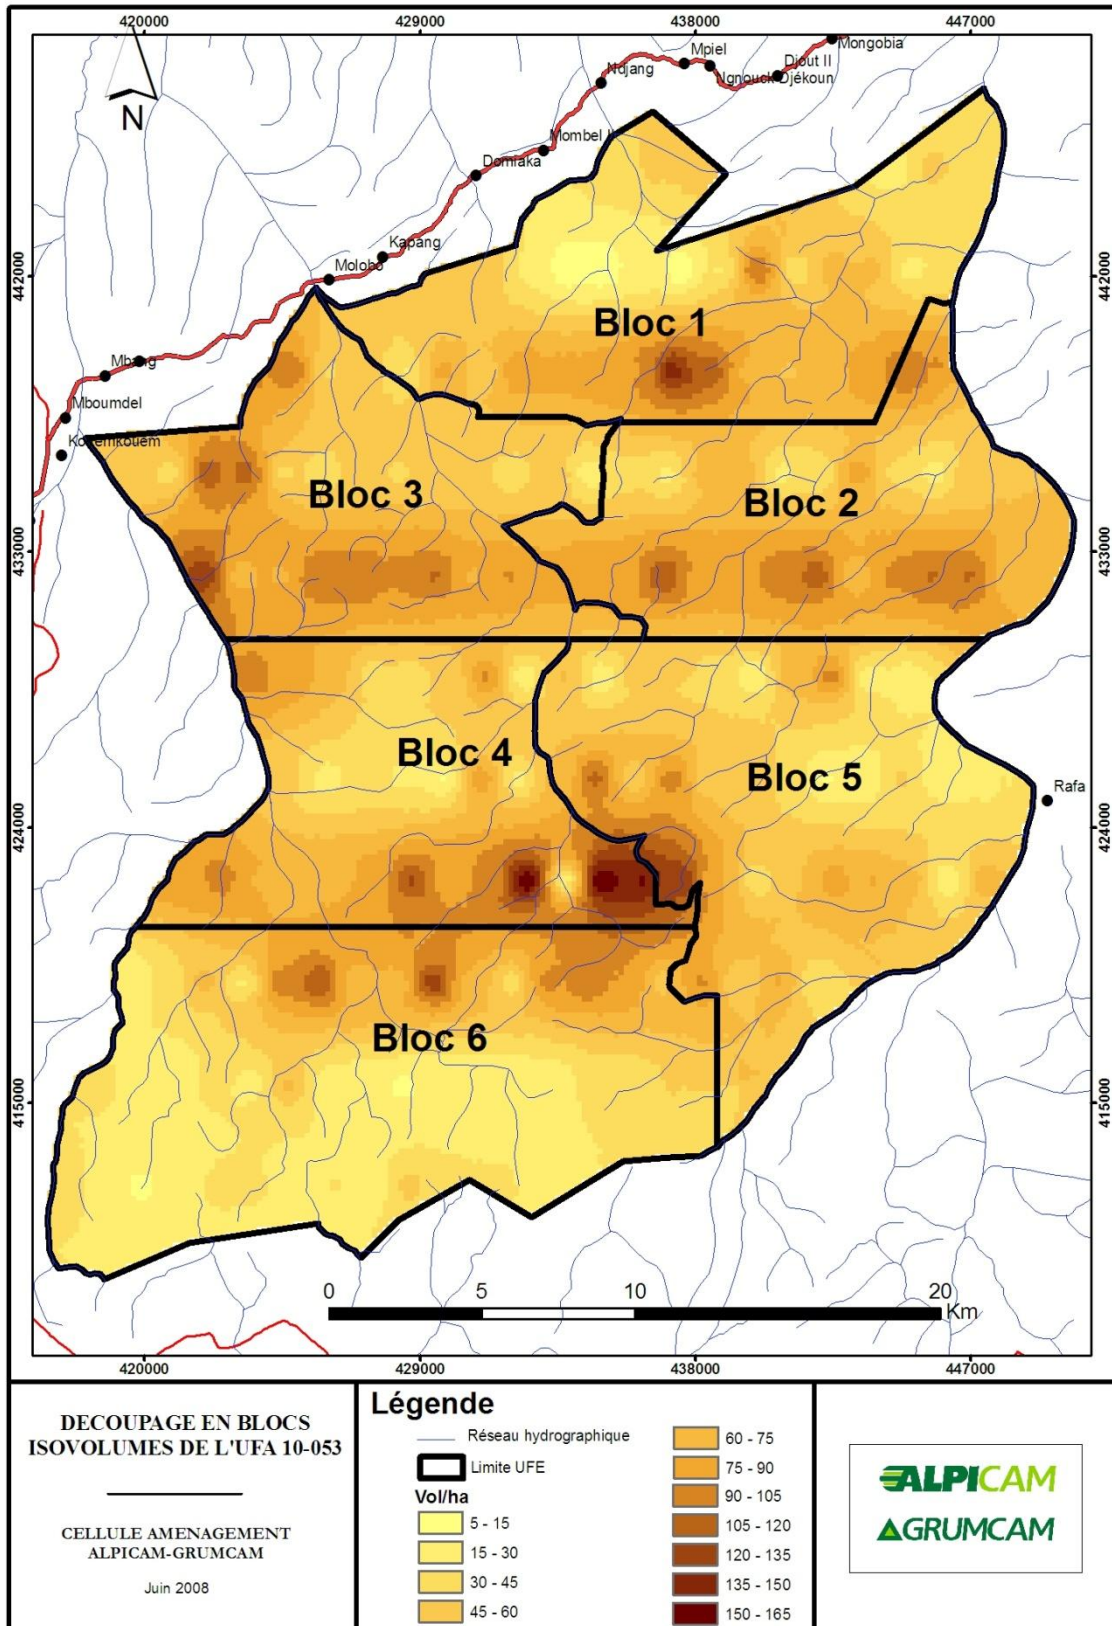 420000
429000
438000
447000
Mongobia
Mpiel
Diout II
Ndjang
Ngnouck Djékoun
N
Mombel II
Domiaka
442000
442000
Kapang
Molobo
Bloc 1
Mbang
Mboumdel
Bloc 3
Bloc 2
433000
433000
Bloc 4
Bloc 5
Rafa
424000
424000
Bloc 6
415000
415000
0
5
10
20
Km
420000
429000
438000
447000
DECOUPAGE EN BLOCS
ISOVOLUMES DE L'UFA 10-053
CELLULE AMENAGEMENT
ALPICAM-GRUMCAM
Juin 2008
Légende
Réseau hydrographique
Limite UFE
Vol/ha
5 - 15
15 - 30
30 - 45
45 - 60
60 - 75
75 - 90
90 - 105
105 - 120
120 - 135
135 - 150
150 - 165
ALPICAM
GRUMCAM